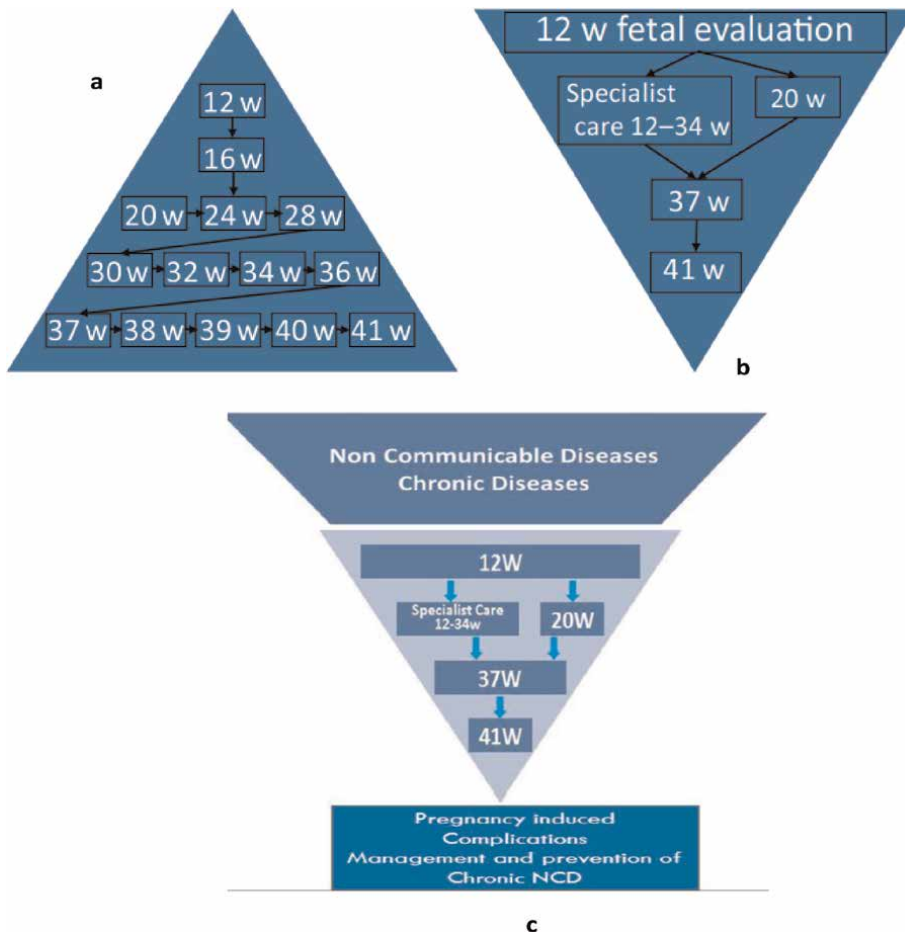 a
12 w
16 w
20 w 24 w 28 w
30 w 32 w 34 w 36 w
37 w 38 w 39 w 40 w 41 w
12 w fetal evaluation
Specialist
care 12–34 w
20 w
37 w
41 w
b
Non Communicable Diseases
Chronic Diseases
12W
Specialist Care
12-34w
20W
37W
41W
Pregnancy induced
Complications
Management and prevention of
Chronic NCD
c